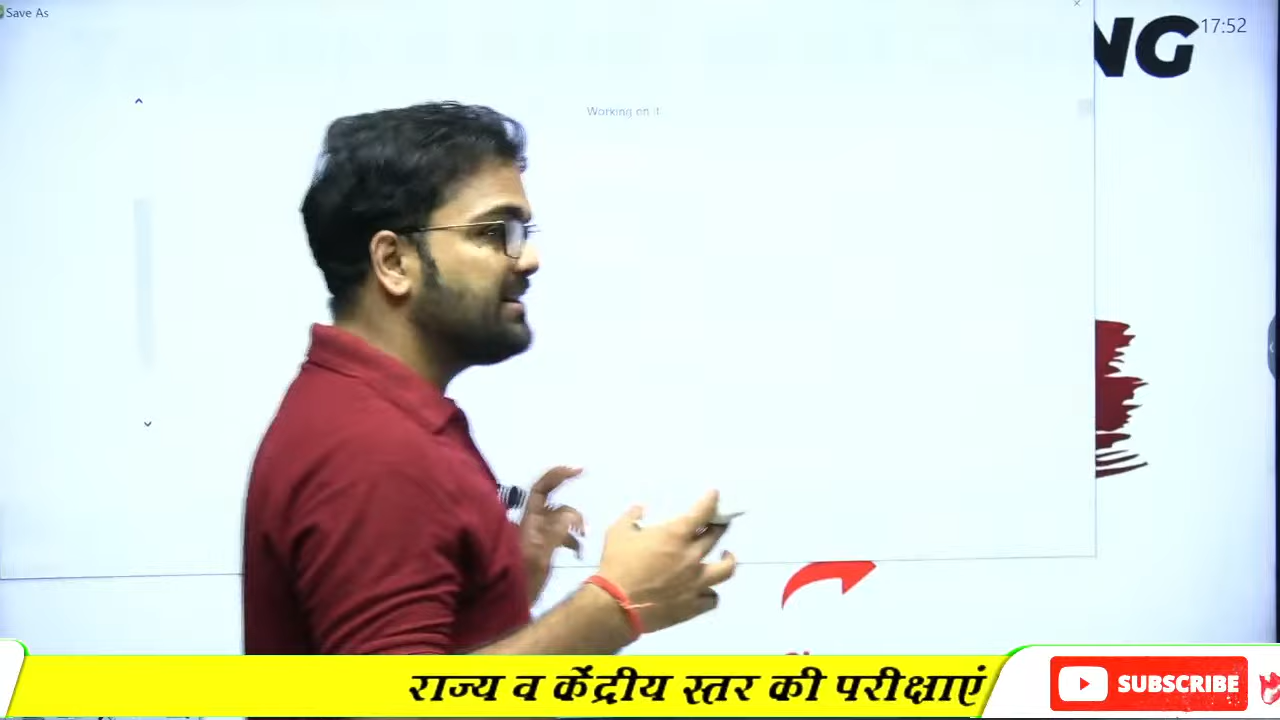 Save As
NG
17:52
Working on it
राज्य व केंद्रीय स्तर की परीक्षाएं
SUBSCRIBE